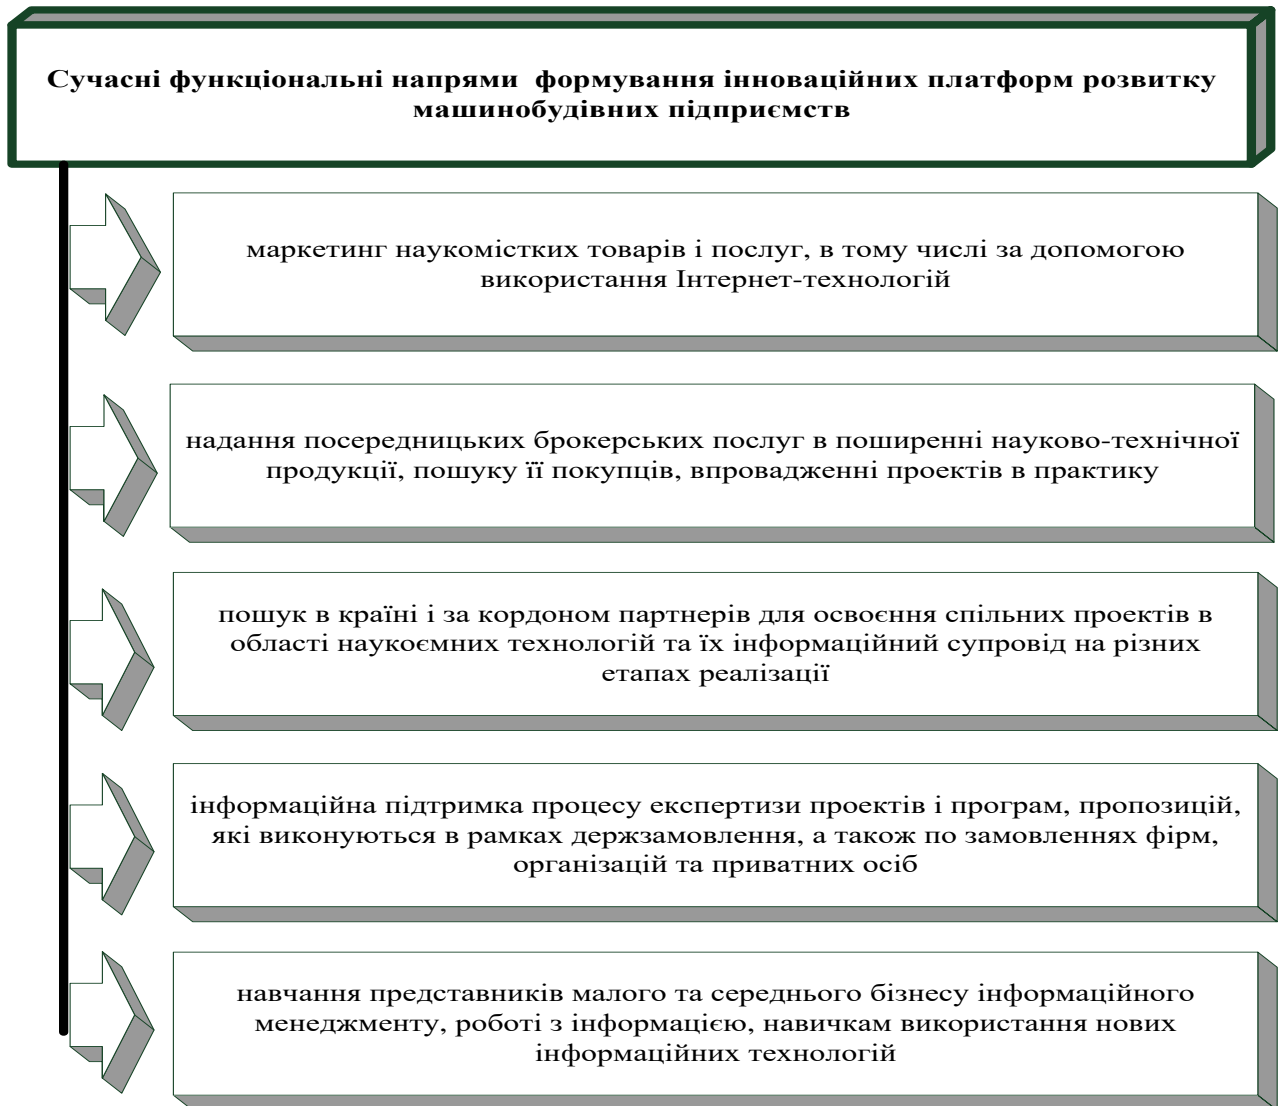 Сучасні функціональні напрями формування інноваційних платформ розвитку
машинобудівних підприємств
маркетинг наукомістких товарів і послуг, в тому числі за допомогою
використання Інтернет-технологій
надання посередницьких брокерських послуг в поширенні науково-технічної
продукції, пошуку її покупців, впровадженні проектів в практику
пошук в країні і за кордоном партнерів для освоєння спільних проектів в
області наукоємних технологій та їх інформаційний супровід на різних
етапах реалізації
інформаційна підтримка процесу експертизи проектів і програм, пропозицій,
які виконуються в рамках держзамовлення, а також по замовленнях фірм,
організацій та приватних осіб
навчання представників малого та середнього бізнесу інформаційного
менеджменту, роботі з інформацією, навичкам використання нових
інформаційних технологій